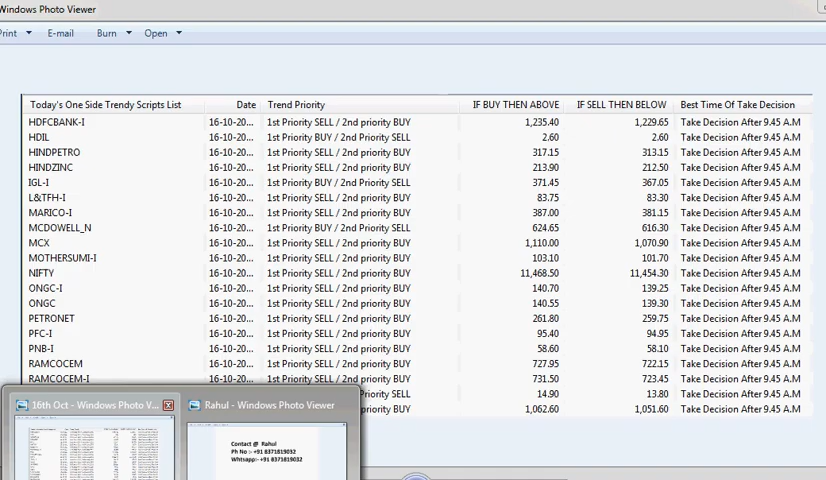 Windows Photo Viewer
Print E-mail Burn Open
Today's One Side Trendy Scripts List Date Trend Priority IF BUY THEN ABOVE IF SELL THEN BELOW Best Time Of Take Decision
HDFCBANK-I 16-10-20... 1st Priority SELL / 2nd priority BUY 1,235.40 1,229.65 Take Decision After 9.45 A.M
HDIL 16-10-20... 1st Priority BUY / 2nd Priority SELL 2.60 2.60 Take Decision After 9.45 A.M
HINDPETRO 16-10-20... 1st Priority SELL / 2nd priority BUY 317.15 313.15 Take Decision After 9.45 A.M
HINDZINC 16-10-20... 1st Priority SELL / 2nd priority BUY 213.90 212.50 Take Decision After 9.45 A.M
IGL-I 16-10-20... 1st Priority BUY / 2nd Priority SELL 371.45 367.05 Take Decision After 9.45 A.M
L&TFH-I 16-10-20... 1st Priority SELL / 2nd priority BUY 83.75 83.30 Take Decision After 9.45 A.M
MARICO-I 16-10-20... 1st Priority SELL / 2nd priority BUY 387.00 381.15 Take Decision After 9.45 A.M
MCDOWELL_N 16-10-20... 1st Priority BUY / 2nd Priority SELL 624.65 616.30 Take Decision After 9.45 A.M
MCX 16-10-20... 1st Priority SELL / 2nd priority BUY 1,110.00 1,070.90 Take Decision After 9.45 A.M
MOTHERSUMI-I 16-10-20... 1st Priority SELL / 2nd priority BUY 103.10 101.70 Take Decision After 9.45 A.M
NIFTY 16-10-20... 1st Priority SELL / 2nd priority BUY 11,468.50 11,454.30 Take Decision After 9.45 A.M
ONGC-I 16-10-20... 1st Priority SELL / 2nd priority BUY 140.70 139.25 Take Decision After 9.45 A.M
ONGC 16-10-20... 1st Priority SELL / 2nd priority BUY 140.55 139.30 Take Decision After 9.45 A.M
PETRONET 16-10-20... 1st Priority SELL / 2nd priority BUY 261.80 259.75 Take Decision After 9.45 A.M
PFC-I 16-10-20... 1st Priority SELL / 2nd priority BUY 95.40 94.95 Take Decision After 9.45 A.M
PNB-I 16-10-20... 1st Priority SELL / 2nd priority BUY 58.60 58.10 Take Decision After 9.45 A.M
RAMCOCEM 16-10-20... 1st Priority SELL / 2nd priority BUY 727.95 722.15 Take Decision After 9.45 A.M
RAMCOCEM-I 16-10-20... 1st Priority SELL / 2nd priority BUY 731.50 723.45 Take Decision After 9.45 A.M
Priority SELL 14.90 13.80 Take Decision After 9.45 A.M
priority BUY 1,062.60 1,051.60 Take Decision After 9.45 A.M
16th Oct - Windows Photo V... Rahul - Windows Photo Viewer
Contact @ Rahul
Ph No :- +91 8371819032
Whtsapp:- +91 8371819032